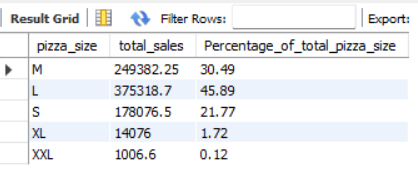 Result Grid Filter Rows: Export:
pizza_size total_sales Percentage_of_total_pizza_size
M 249382.25 30.49
L 375318.7 45.89
S 178076.5 21.77
XL 14076 1.72
XXL 1006.6 0.12